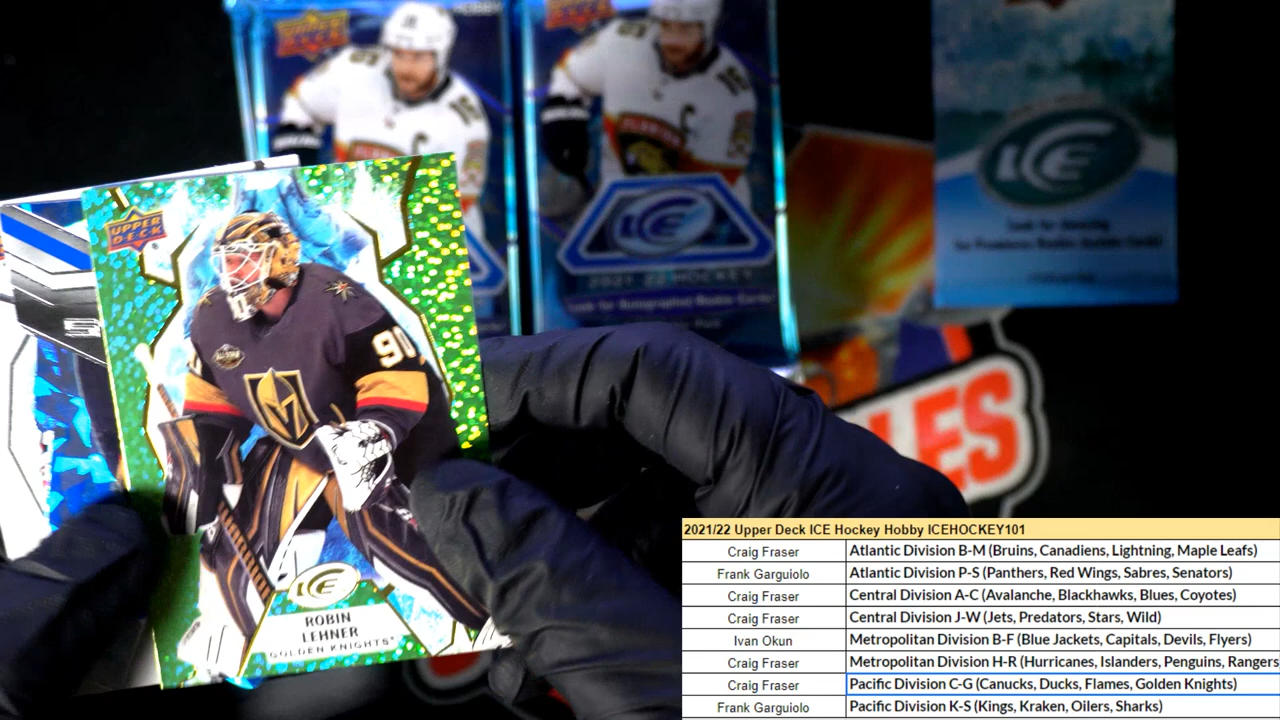 UPPER
DECK
UPPER
DECK
HOBBY
ICE
2021-22 HOCKEY
Look for Autographed Rookie Cards!
ICE
UPPER
DECK
90
ICE
ROBIN
LEHNER
GOLDEN KNIGHTS
LES
2021/22 Upper Deck ICE Hockey Hobby ICEHOCKEY101
Craig Fraser Atlantic Division B-M (Bruins, Canadiens, Lightning, Maple Leafs)
Frank Garguiolo Atlantic Division P-S (Panthers, Red Wings, Sabres, Senators)
Craig Fraser Central Division A-C (Avalanche, Blackhawks, Blues, Coyotes)
Craig Fraser Central Division J-W (Jets, Predators, Stars, Wild)
Ivan Okun Metropolitan Division B-F (Blue Jackets, Capitals, Devils, Flyers)
Craig Fraser Metropolitan Division H-R (Hurricanes, Islanders, Penguins, Rangers
Craig Fraser Pacific Division C-G (Canucks, Ducks, Flames, Golden Knights)
Frank Garguiolo Pacific Division K-S (Kings, Kraken, Oilers, Sharks)